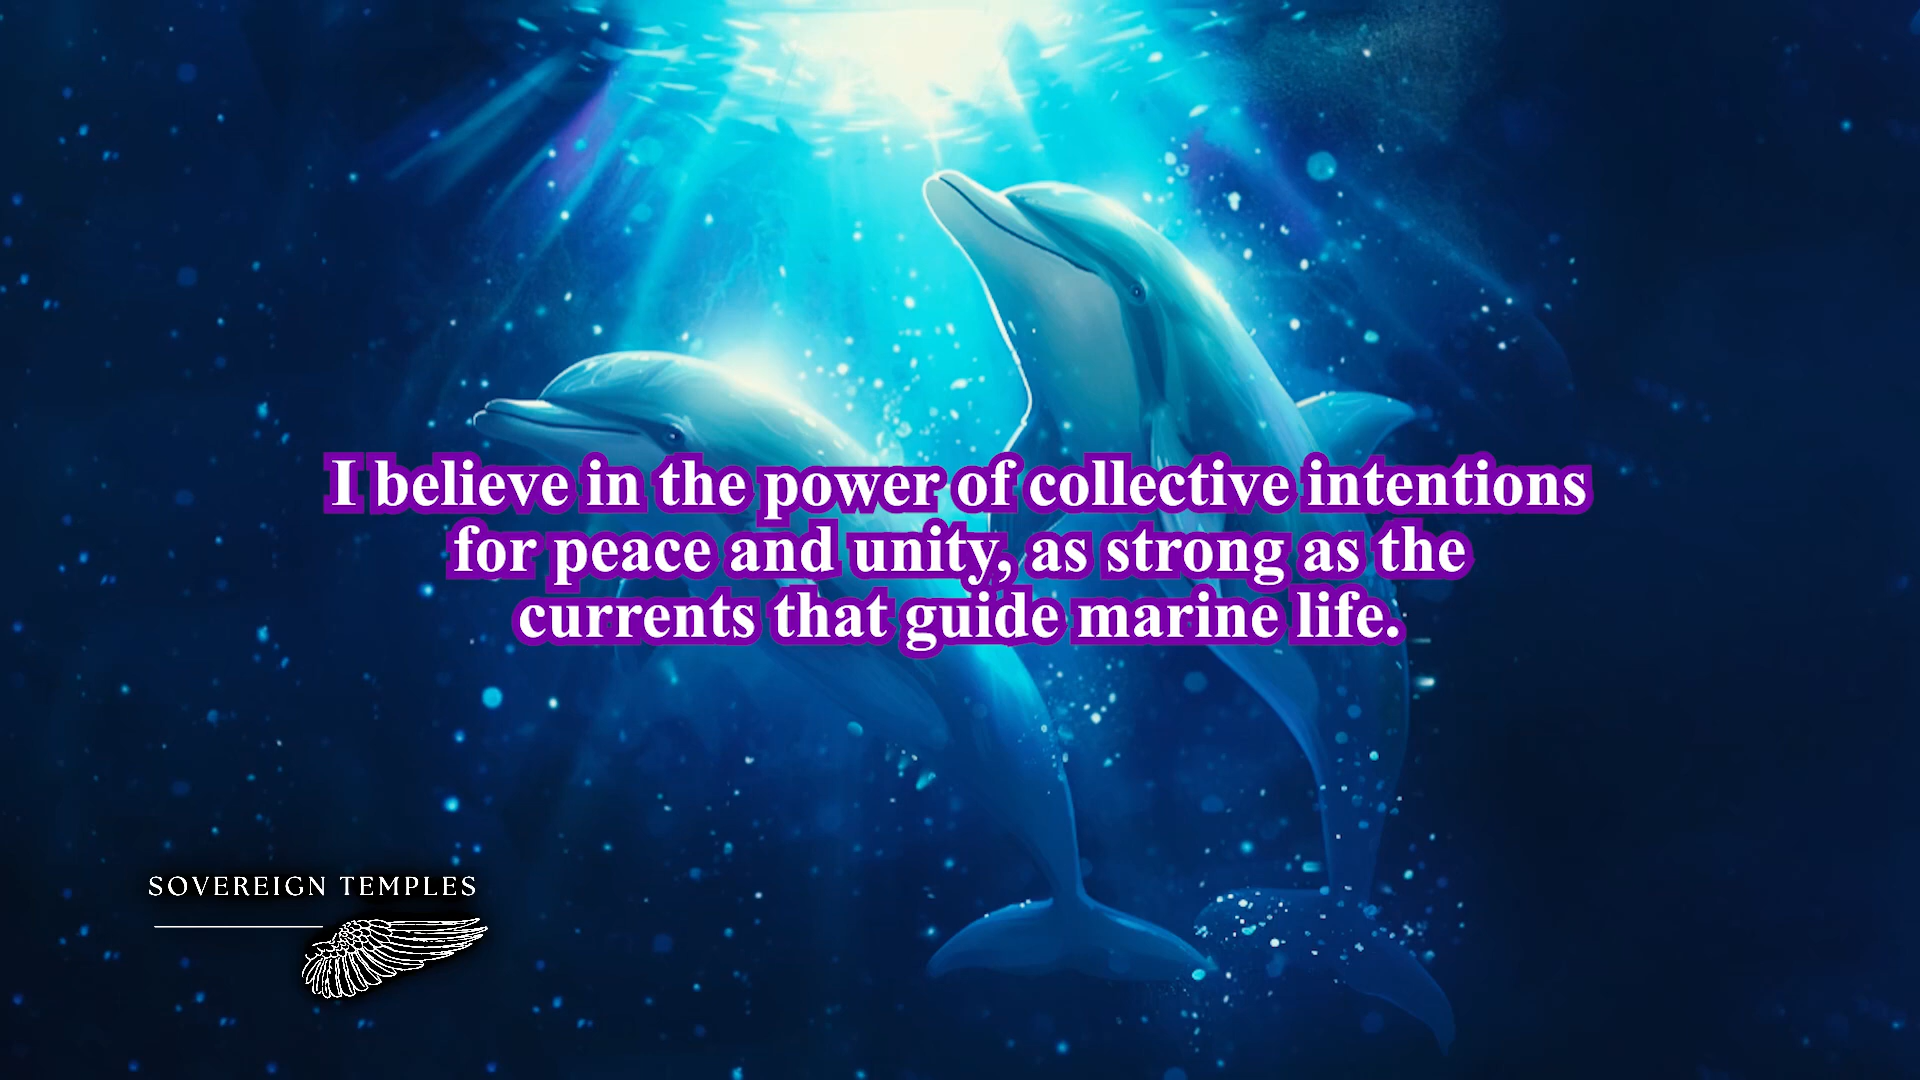 I believe in the power of collective intentions
for peace and unity, as strong as the
currents that guide marine life.
SOVEREIGN TEMPLES